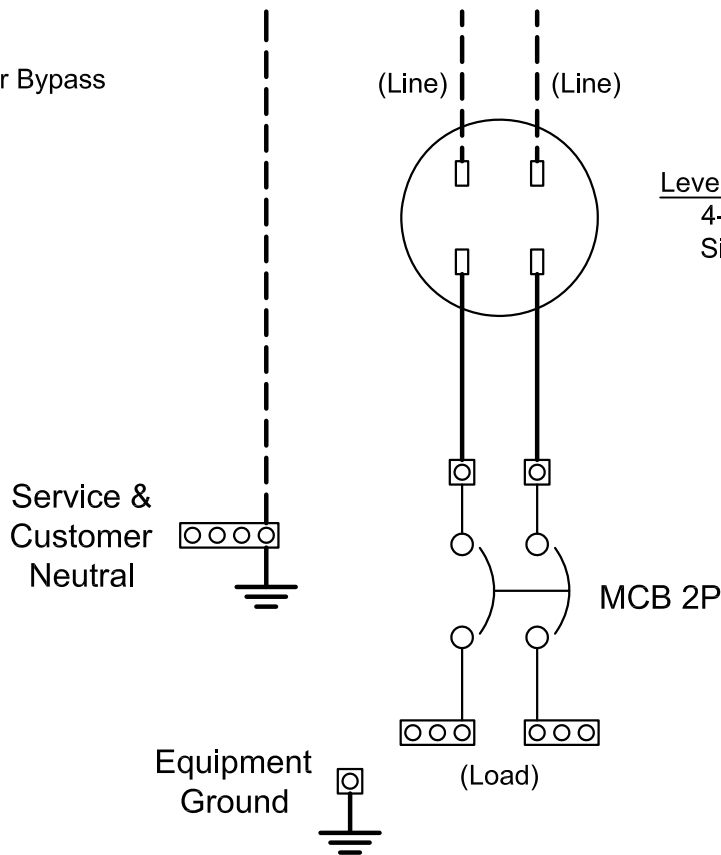 r Bypass
(Line)
(Line)
Leve
4-
Si
Service &
Customer
Neutral
MCB 2P
Equipment
Ground
(Load)